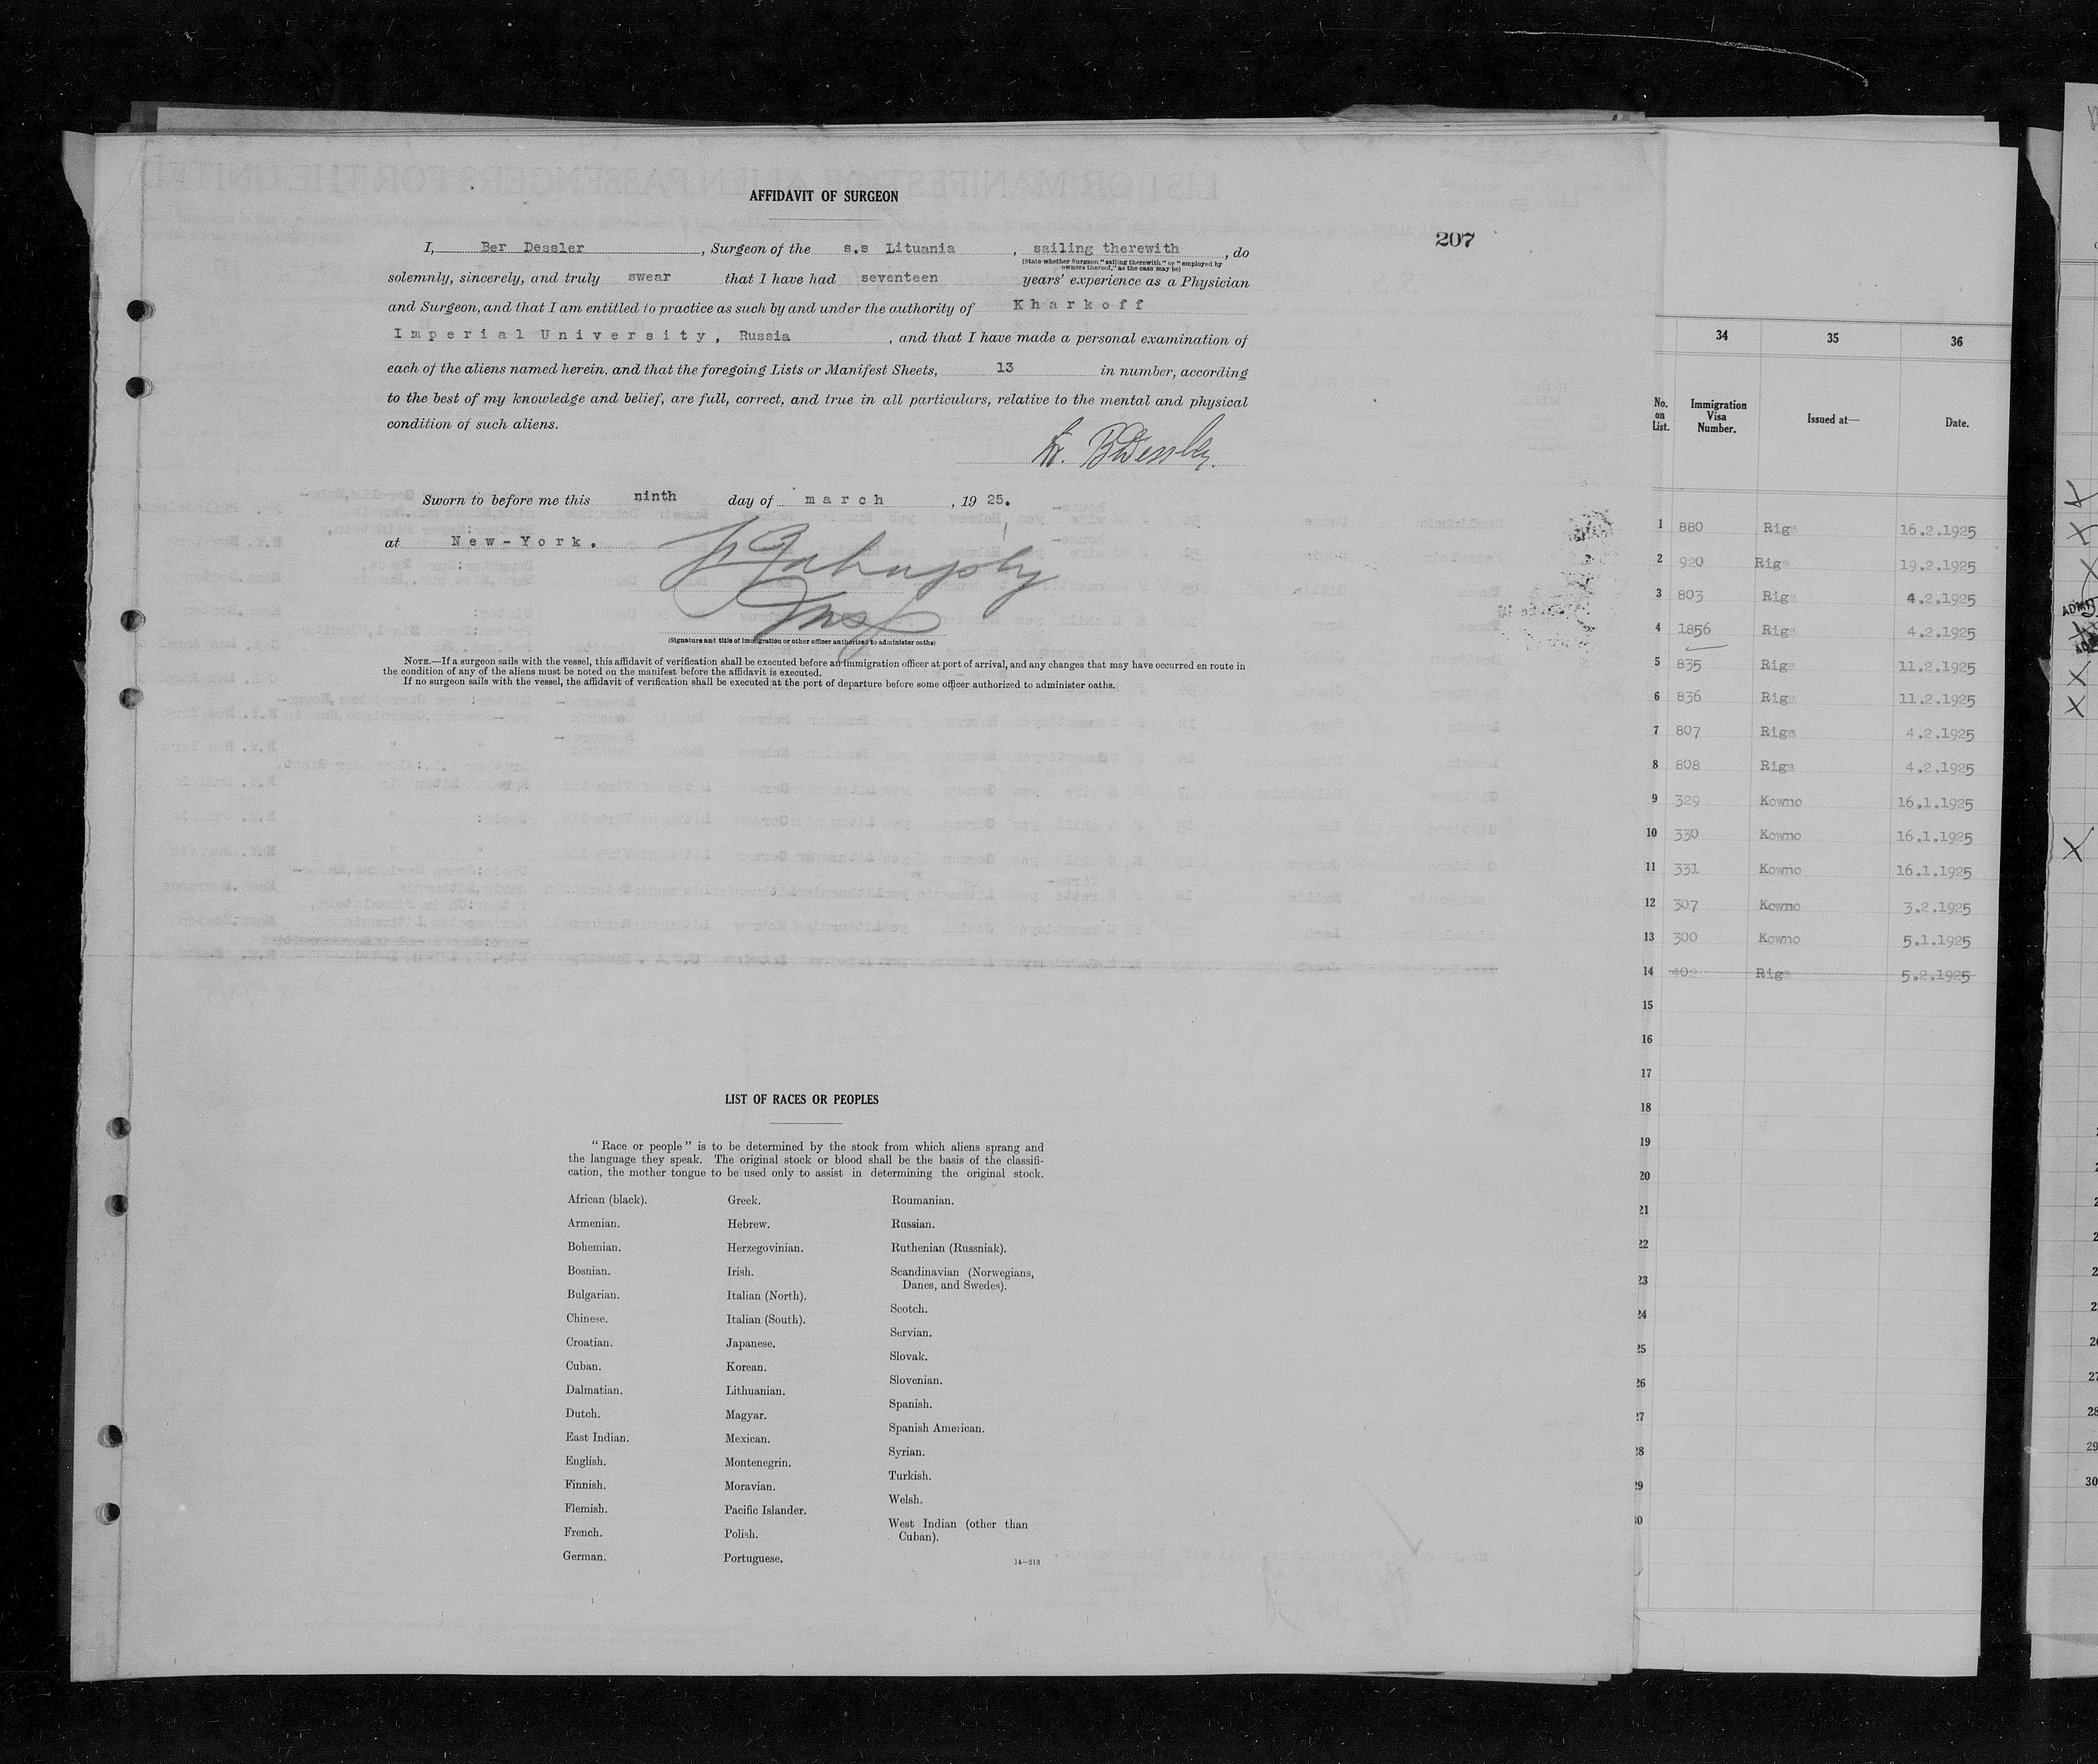 AFFIDAVIT OF SURGEON
207
I, Ber Dessler, Surgeon of the s.s Lituania, sailing therewith, do
(State whether Surgeon "sailing therewith" or "employed by
owners thereof," as the case may be)
solemnly, sincerely, and truly swear that I have had seventeen years' experience as a Physician
and Surgeon, and that I am entitled to practice as such by and under the authority of Kharkoff
Imperial University, Russia, and that I have made a personal examination of
each of the aliens named herein, and that the foregoing Lists or Manifest Sheets, 13 in number, according
to the best of my knowledge and belief, are full, correct, and true in all particulars, relative to the mental and physical
condition of such aliens.
Dr. B Dessler.
Sworn to before me this ninth day of march, 1925.
at New-York.
Insp
(Signature and title of immigration or other officer authorized to administer oaths)
NOTE.—If a surgeon sails with the vessel, this affidavit of verification shall be executed before an immigration officer at port of arrival, and any changes that may have occurred en route in
the condition of any of the aliens must be noted on the manifest before the affidavit is executed.
If no surgeon sails with the vessel, the affidavit of verification shall be executed at the port of departure before some officer authorized to administer oaths.
LIST OF RACES OR PEOPLES
"Race or people" is to be determined by the stock from which aliens sprang and
the language they speak. The original stock or blood shall be the basis of the classifi-
cation, the mother tongue to be used only to assist in determining the original stock.
African (black).
Armenian.
Bohemian.
Bosnian.
Bulgarian.
Chinese.
Croatian.
Cuban.
Dalmatian.
Dutch.
East Indian.
English.
Finnish.
Flemish.
French.
German.
Greek.
Hebrew.
Herzegovinian.
Irish.
Italian (North).
Italian (South).
Japanese.
Korean.
Lithuanian.
Magyar.
Mexican.
Montenegrin.
Moravian.
Pacific Islander.
Polish.
Portuguese.
Roumanian.
Russian.
Ruthenian (Russniak).
Scandinavian (Norwegians,
Danes, and Swedes).
Scotch.
Servian.
Slovak.
Slovenian.
Spanish.
Spanish American.
Syrian.
Turkish.
Welsh.
West Indian (other than
Cuban).
14—213
34 35 36
No. on List. Immigration Visa Number. Issued at— Date.
1 880 Riga 16.2.1925
2 920 Riga 19.2.1925
3 803 Riga 4.2.1925
4 1856 Riga 4.2.1925
5 835 Riga 11.2.1925
6 836 Riga 11.2.1925
7 807 Riga 4.2.1925
8 808 Riga 4.2.1925
9 329 Kowno 16.1.1925
10 330 Kowno 16.1.1925
11 331 Kowno 16.1.1925
12 307 Kowno 3.2.1925
13 300 Kowno 5.1.1925
14 402 Riga 5.2.1925
15
16
17
18
19
20
21
22
23
24
25
26
27
28
29
30